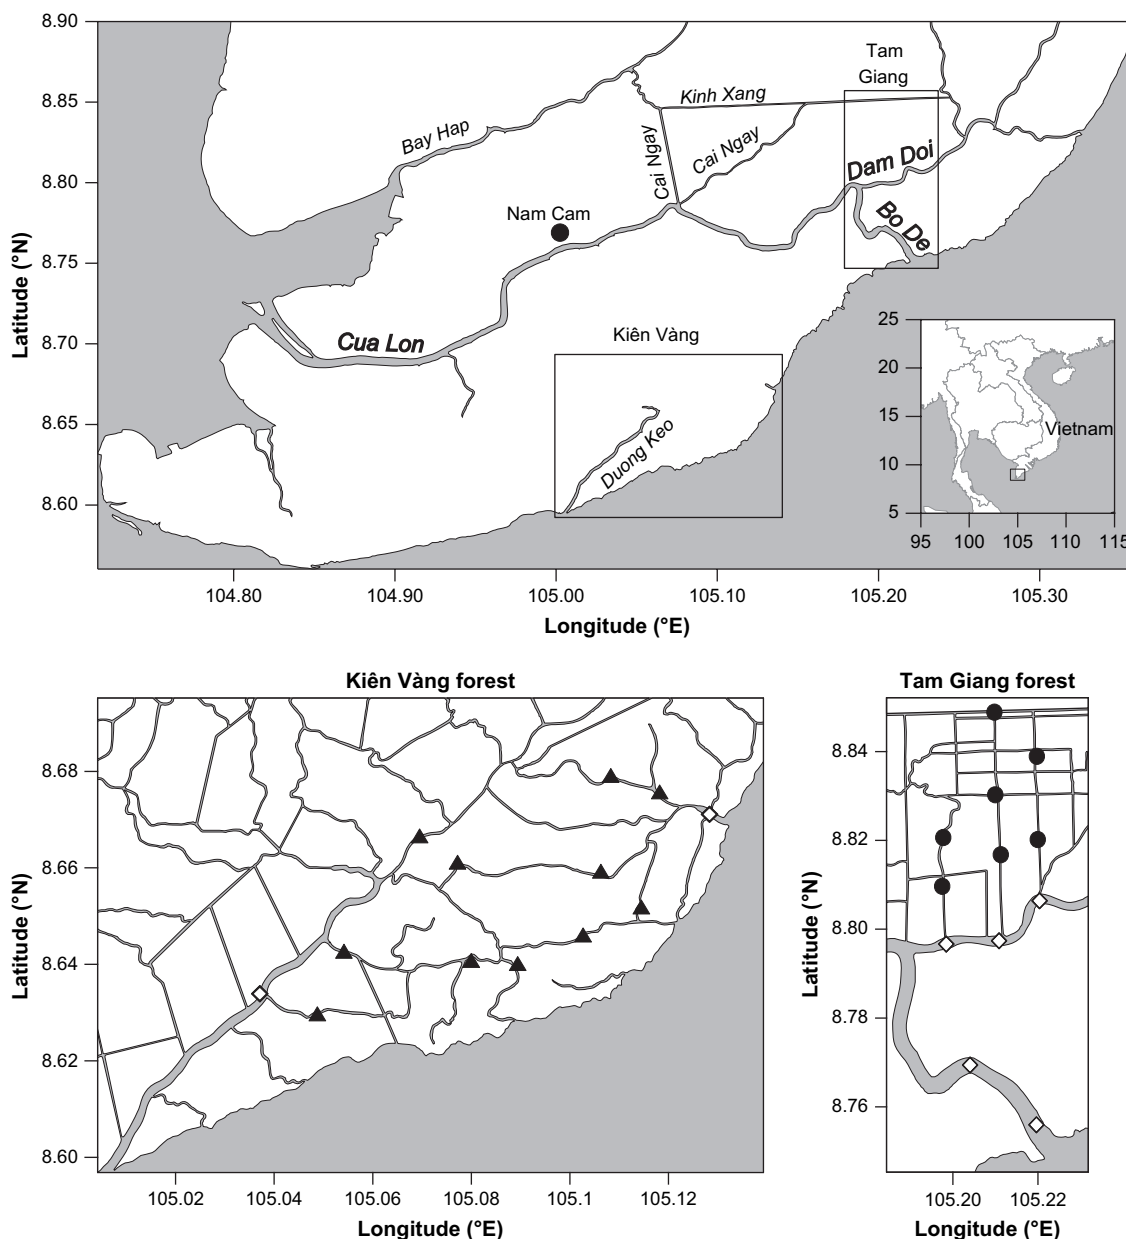 8.90
8.85
8.80
8.75
8.70
8.65
8.60
Latitude (°N)
104.80
104.90
105.00
105.10
105.20
105.30
Longitude (°E)
Tam
Giang
Kinh Xang
Bay Hap
Cai Ngay
Cai Ngay
Dam Doi
Bo De
Nam Cam
Cua Lon
Kiên Vàng
Duong Keo
25
20
15
10
5
Vietnam
95
100
105
110
115
Kiên Vàng forest
8.68
8.66
8.64
8.62
8.60
Latitude (°N)
105.02
105.04
105.06
105.08
105.1
105.12
Longitude (°E)
Tam Giang forest
8.84
8.82
8.80
8.78
8.76
Latitude (°N)
105.20
105.22
Longitude (°E)